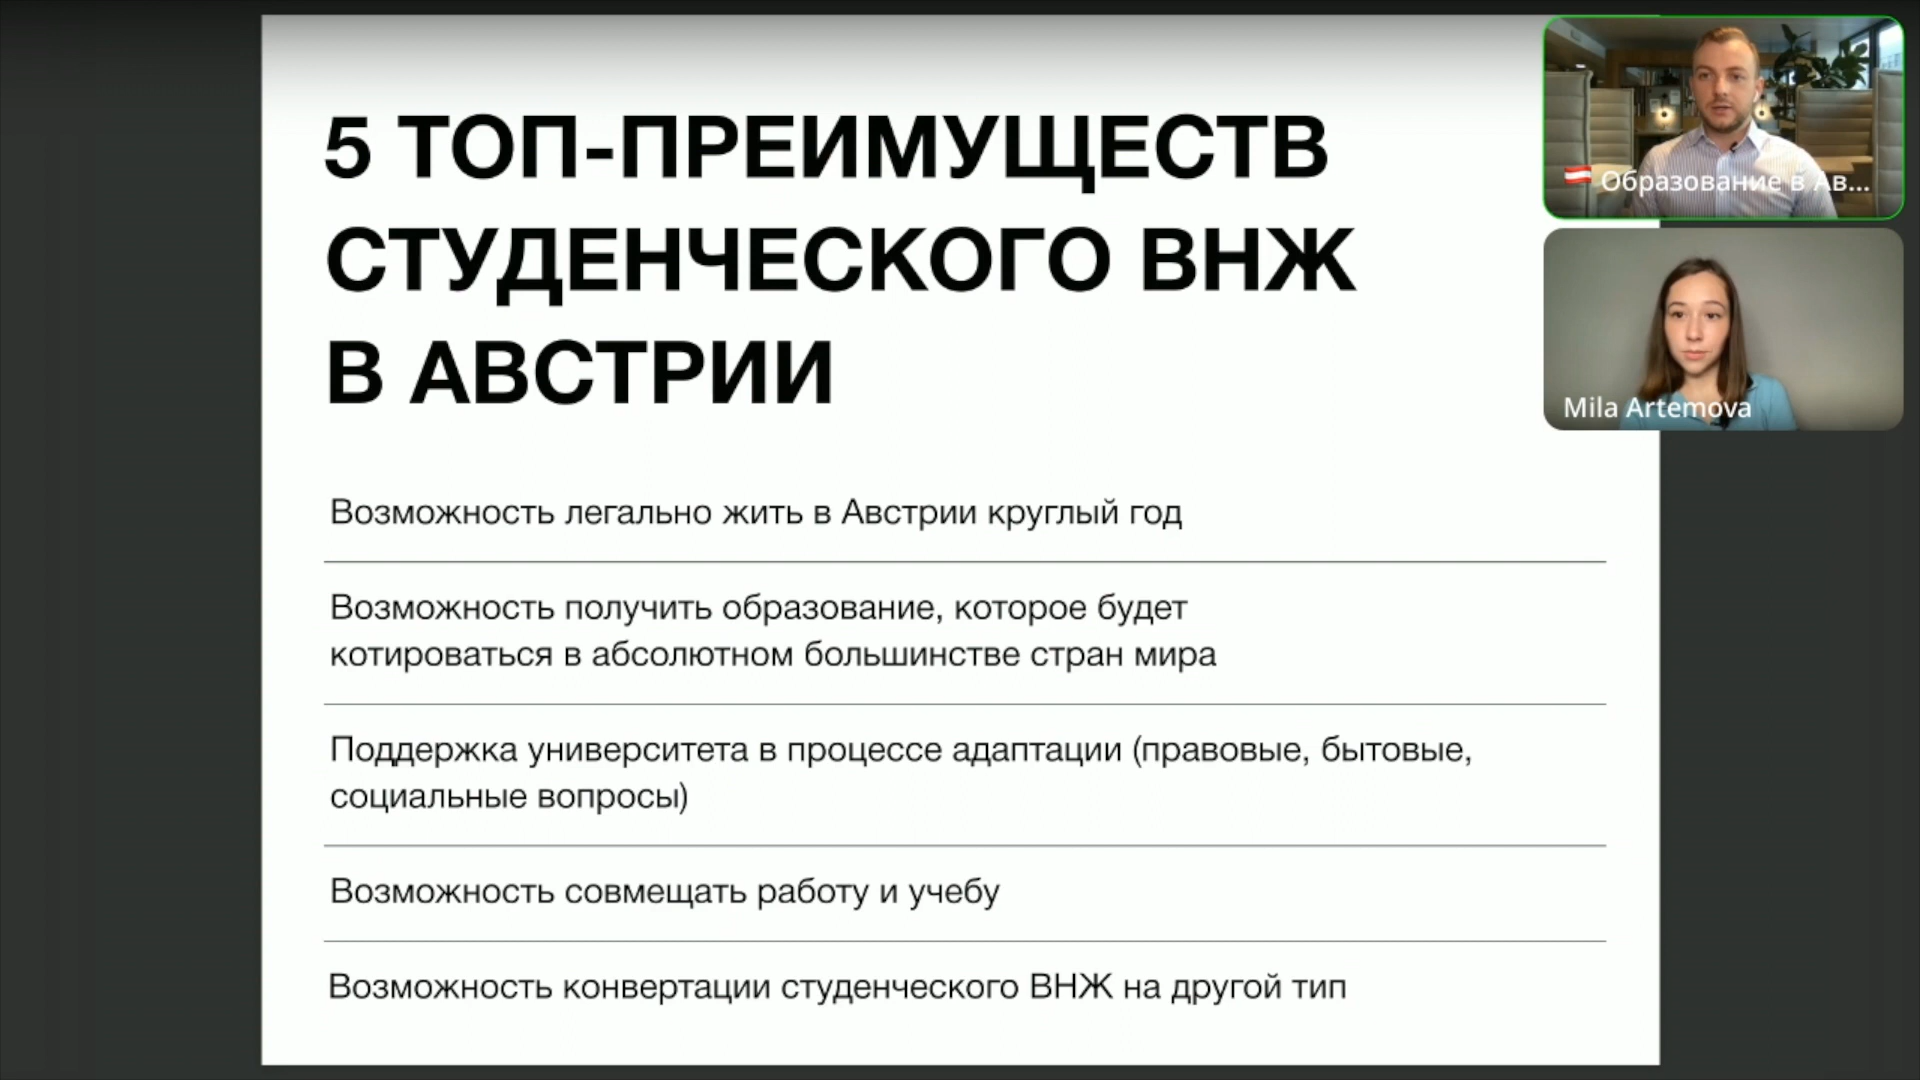 5 ТОП-ПРЕИМУЩЕСТВ
СТУДЕНЧЕСКОГО ВНЖ
В АВСТРИИ
Возможность легально жить в Австрии круглый год
Возможность получить образование, которое будет
котироваться в абсолютном большинстве стран мира
Поддержка университета в процессе адаптации (правовые, бытовые,
социальные вопросы)
Возможность совмещать работу и учебу
Возможность конвертации студенческого ВНЖ на другой тип
Образование в Ав...
Mila Artemova